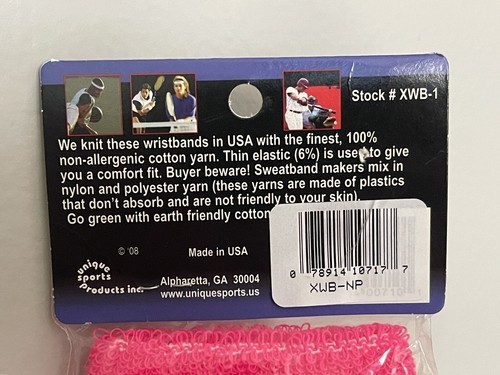 Stock # XWB-1
We knit these wristbands in USA with the finest, 100%
non-allergenic cotton yarn. Thin elastic (6%) is used to give
you a comfort fit. Buyer beware! Sweatband makers mix in
nylon and polyester yarn (these yarns are made of plastics
that don't absorb and are not friendly to your skin).
Go green with earth friendly cotton
© '08
Made in USA
unique
sports
products inc.
Alpharetta, GA 30004
www.uniquesports.us
0 78914 10717 7
XWB-NP